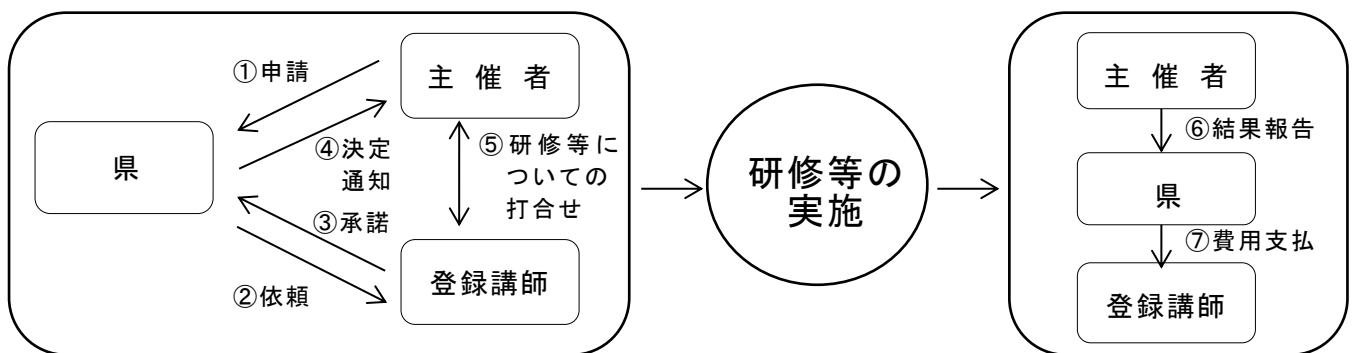 ①申請
主催者
県
④決定
通知
⑤研修等に
ついての
打合せ
③承諾
②依頼
登録講師
研修等の
実施
主催者
⑥結果報告
県
⑦費用支払
登録講師